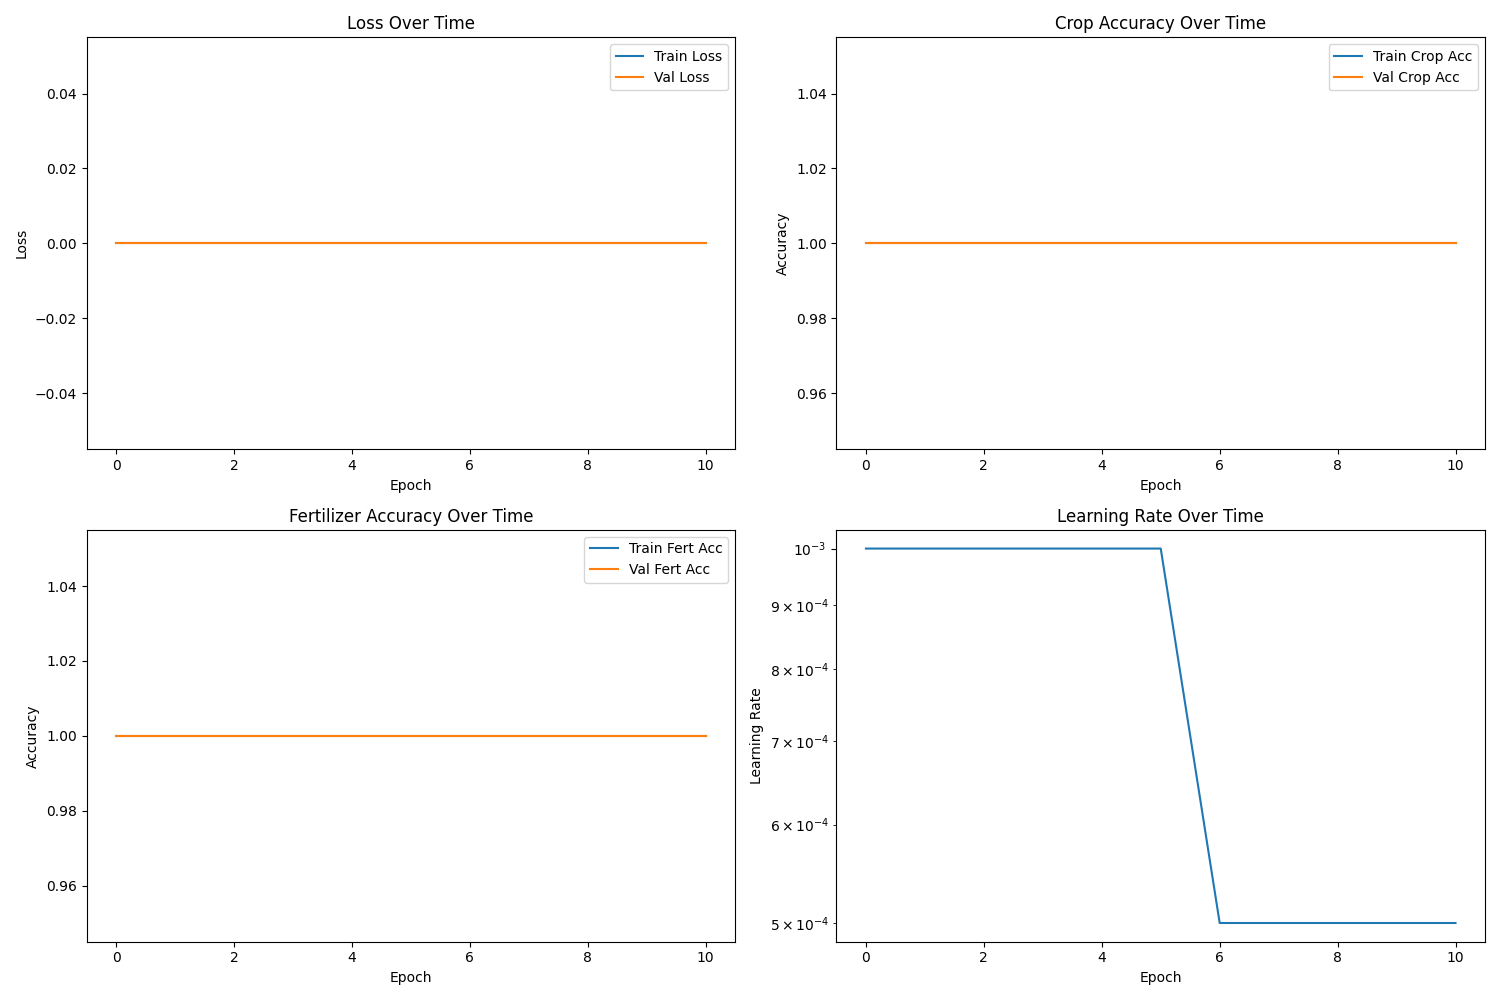 Loss Over Time
Train Loss
Val Loss
0.04
0.02
0.00
−0.02
−0.04
Loss
0 2 4 6 8 10
Epoch
Crop Accuracy Over Time
Train Crop Acc
Val Crop Acc
1.04
1.02
1.00
0.98
0.96
Accuracy
0 2 4 6 8 10
Epoch
Fertilizer Accuracy Over Time
Train Fert Acc
Val Fert Acc
1.04
1.02
1.00
0.98
0.96
Accuracy
0 2 4 6 8 10
Epoch
Learning Rate Over Time
10⁻³
9 × 10⁻⁴
8 × 10⁻⁴
7 × 10⁻⁴
6 × 10⁻⁴
5 × 10⁻⁴
Learning Rate
0 2 4 6 8 10
Epoch